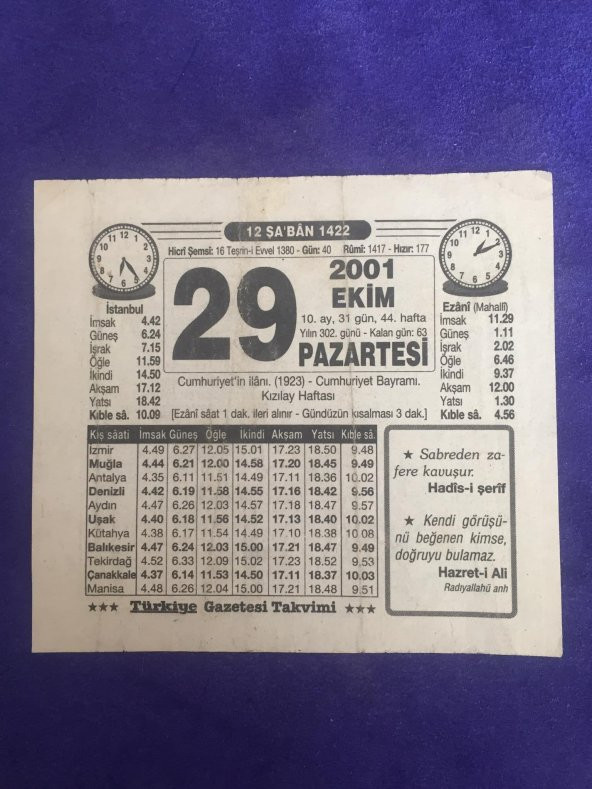 12 ŞA'BÂN 1422
Hicrî Şemsî: 16 Teşrîn-i Evvel 1380 - Gün: 40 Rûmî: 1417 - Hızır: 177
29
2001
EKİM
10. ay, 31 gün, 44. hafta
Yılın 302. günü - Kalan gün: 63
PAZARTESİ
İstanbul
İmsak 4.42
Güneş 6.24
İşrak 7.15
Öğle 11.59
İkindi 14.50
Akşam 17.12
Yatsı 18.42
Kıble sâ. 10.09
Ezânî (Mahallî)
İmsak 11.29
Güneş 1.11
İşrak 2.02
Öğle 6.46
İkindi 9.37
Akşam 12.00
Yatsı 1.30
Kıble sâ. 4.56
Cumhuriyet'in ilânı. (1923) - Cumhuriyet Bayramı.
Kızılay Haftası
[Ezânî sâat 1 dak. ileri alınır - Gündüzün kısalması 3 dak.]
Kış sâati İmsak Güneş Öğle İkindi Akşam Yatsı Kıble sâ.
İzmir 4.49 6.27 12.05 15.01 17.23 18.50 9.48
Muğla 4.44 6.21 12.00 14.58 17.20 18.45 9.49
Antalya 4.35 6.11 11.51 14.49 17.11 18.36 10.02
Denizli 4.42 6.19 11.58 14.55 17.16 18.42 9.56
Aydın 4.47 6.26 12.03 14.57 17.18 18.47 9.57
Uşak 4.40 6.18 11.56 14.52 17.13 18.40 10.02
Kütahya 4.38 6.17 11.54 14.49 17.10 18.38 10.08
Balıkesir 4.47 6.24 12.03 15.00 17.21 18.47 9.49
Tekirdağ 4.52 6.33 12.09 15.02 17.23 18.52 9.53
Çanakkale 4.37 6.14 11.53 14.50 17.11 18.37 10.03
Manisa 4.48 6.26 12.04 15.00 17.21 18.48 9.51
★★★ Türkiye Gazetesi Takvimi ★★★
★ Sabreden za-
fere kavuşur.
Hadîs-i şerîf
★ Kendi görüşü-
nü beğenen kimse,
doğruyu bulamaz.
Hazret-i Ali
Radıyallahü anh